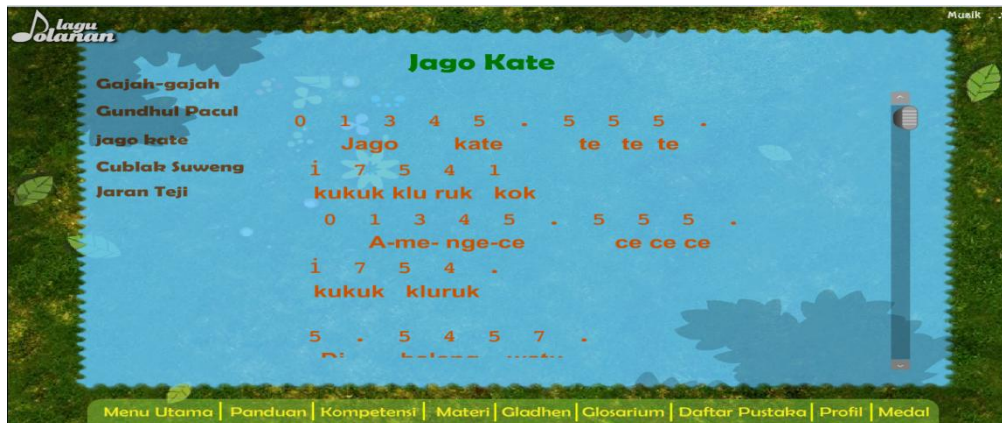 lagu
Dolanan
Musik
Jago Kate
Gajah-gajah
Gundhul Pacul
jago kate
Cublak Suweng
Jaran Teji
0 1 3 4 5 . 5 5 5 .
Jago kate te te te
i 7 5 4 1
kukuk klu ruk kok
0 1 3 4 5 . 5 5 5 .
A-me- nge-ce ce ce ce
i 7 5 4 .
kukuk kluruk
5 . 5 4 5 7 .
Menu Utama | Panduan | Kompetensi | Materi | Gladhen | Glosarium | Daftar Pustaka | Profil | Medal